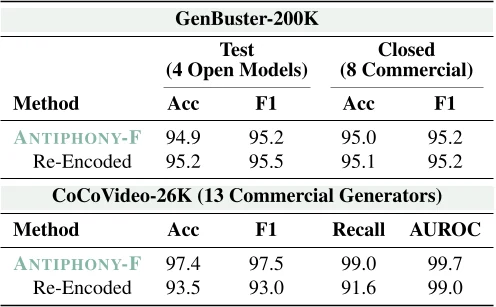 GenBuster-200K
Test Closed
(4 Open Models) (8 Commercial)
Method Acc F1 Acc F1
ANTIPHONY-F 94.9 95.2 95.0 95.2
Re-Encoded 95.2 95.5 95.1 95.2
CoCoVideo-26K (13 Commercial Generators)
Method Acc F1 Recall AUROC
ANTIPHONY-F 97.4 97.5 99.0 99.7
Re-Encoded 93.5 93.0 91.6 99.0